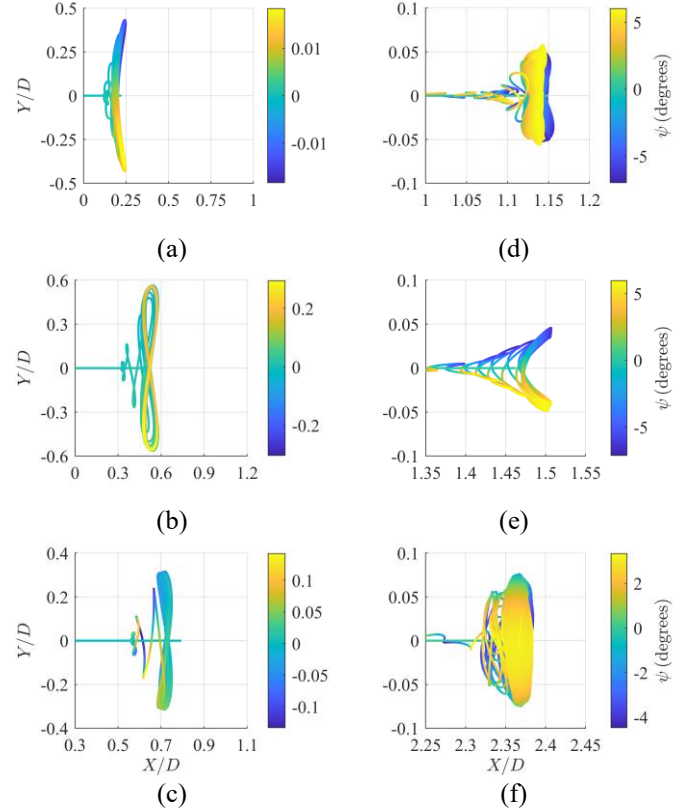 0.5
0.25
0
-0.25
-0.5
Y/D
0 0.25 0.5 0.75 1
0.01
0
-0.01
(a)
0.1
0.05
0
-0.05
-0.1
1 1.05 1.1 1.15 1.2
5
0
-5
ψ (degrees)
(d)
0.6
0.3
0
-0.3
-0.6
Y/D
0 0.3 0.6 0.9 1.2
0.2
0
-0.2
(b)
0.1
0.05
0
-0.05
-0.1
1.35 1.4 1.45 1.5 1.55
5
0
-5
ψ (degrees)
(e)
0.4
0.2
0
-0.2
-0.4
Y/D
0.3 0.5 0.7 0.9 1.1
X/D
0.1
0.05
0
-0.05
-0.1
(c)
0.1
0.05
0
-0.05
-0.1
2.25 2.3 2.35 2.4 2.45
X/D
2
0
-2
-4
ψ (degrees)
(f)